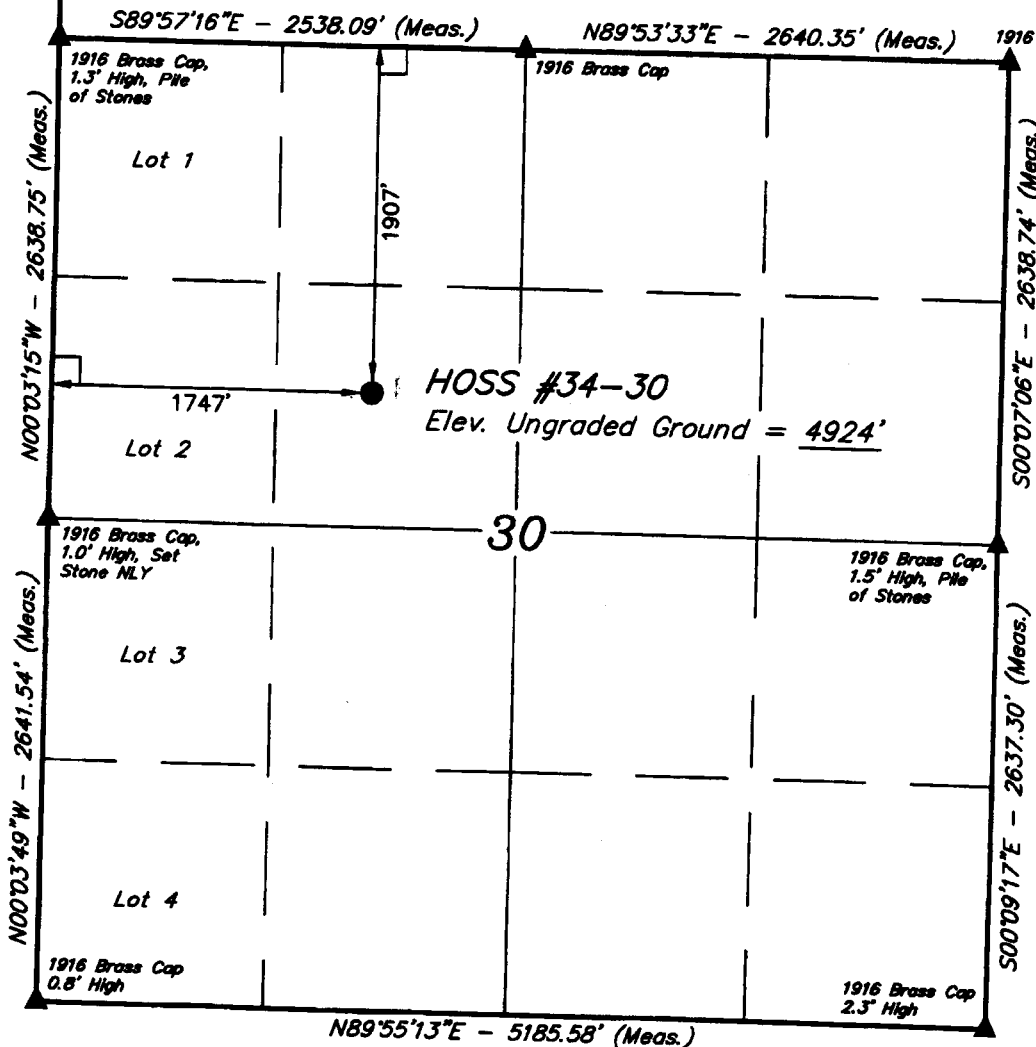 S89°57'16"E - 2538.09' (Meas.)
N89°53'33"E - 2640.35' (Meas.)
1916
1916 Brass Cap,
1.3' High, Pile
of Stones
1916 Brass Cap
Lot 1
N00°03'15"W - 2638.75' (Meas.)
1907'
S00°07'06"E - 2638.74' (Meas.)
1747'
HOSS #34-30
Elev. Ungraded Ground = 4924'
Lot 2
30
1916 Brass Cap,
1.0' High, Set
Stone NLY
1916 Brass Cap,
1.5' High, Pile
of Stones
Lot 3
N00°03'49"W - 2641.54' (Meas.)
S00°09'17"E - 2637.30' (Meas.)
Lot 4
1916 Brass Cap
0.8' High
1916 Brass Cap
2.3' High
N89°55'13"E - 5185.58' (Meas.)